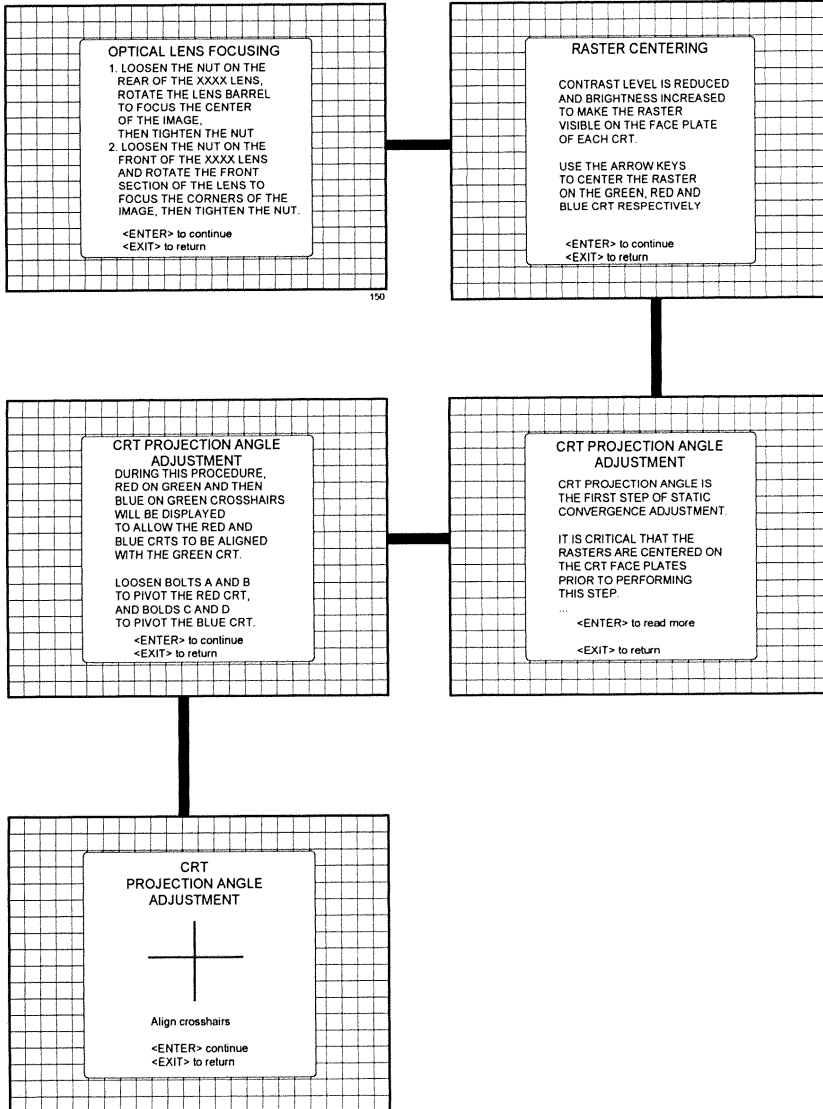 OPTICAL LENS FOCUSING
1. LOOSEN THE NUT ON THE
REAR OF THE XXXX LENS,
ROTATE THE LENS BARREL
TO FOCUS THE CENTER
OF THE IMAGE,
THEN TIGHTEN THE NUT
2. LOOSEN THE NUT ON THE
FRONT OF THE XXXX LENS
AND ROTATE THE FRONT
SECTION OF THE LENS TO
FOCUS THE CORNERS OF THE
IMAGE, THEN TIGHTEN THE NUT.
<ENTER> to continue
<EXIT> to return
150
RASTER CENTERING
CONTRAST LEVEL IS REDUCED
AND BRIGHTNESS INCREASED
TO MAKE THE RASTER
VISIBLE ON THE FACE PLATE
OF EACH CRT.
USE THE ARROW KEYS
TO CENTER THE RASTER
ON THE GREEN, RED AND
BLUE CRT RESPECTIVELY
<ENTER> to continue
<EXIT> to return
CRT PROJECTION ANGLE
ADJUSTMENT
CRT PROJECTION ANGLE IS
THE FIRST STEP OF STATIC
CONVERGENCE ADJUSTMENT.
IT IS CRITICAL THAT THE
RASTERS ARE CENTERED ON
THE CRT FACE PLATES
PRIOR TO PERFORMING
THIS STEP.
...
<ENTER> to read more
<EXIT> to return
CRT PROJECTION ANGLE
ADJUSTMENT
DURING THIS PROCEDURE,
RED ON GREEN AND THEN
BLUE ON GREEN CROSSHAIRS
WILL BE DISPLAYED
TO ALLOW THE RED AND
BLUE CRTS TO BE ALIGNED
WITH THE GREEN CRT.
LOOSEN BOLTS A AND B
TO PIVOT THE RED CRT,
AND BOLDS C AND D
TO PIVOT THE BLUE CRT.
<ENTER> to continue
<EXIT> to return
CRT
PROJECTION ANGLE
ADJUSTMENT
Align crosshairs
<ENTER> continue
<EXIT> to return